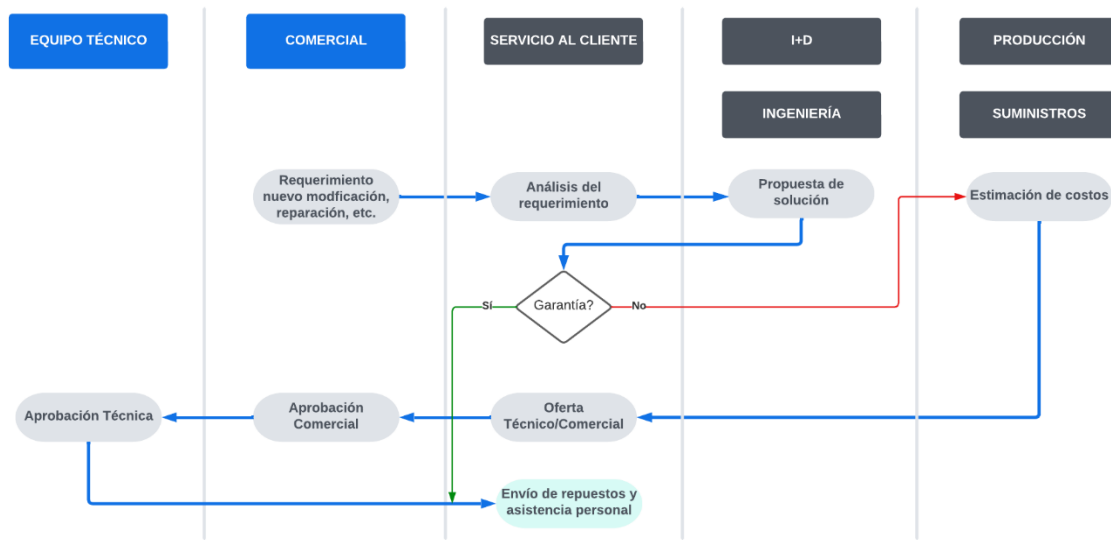 EQUIPO TÉCNICO
COMERCIAL
SERVICIO AL CLIENTE
I+D
PRODUCCIÓN
INGENIERÍA
SUMINISTROS
Requerimiento
nuevo modficación,
reparación, etc.
Análisis del
requerimiento
Propuesta de
solución
Estimación de costos
Garantía?
Sí
No
Aprobación Técnica
Aprobación
Comercial
Oferta
Técnico/Comercial
Envío de repuestos y
asistencia personal